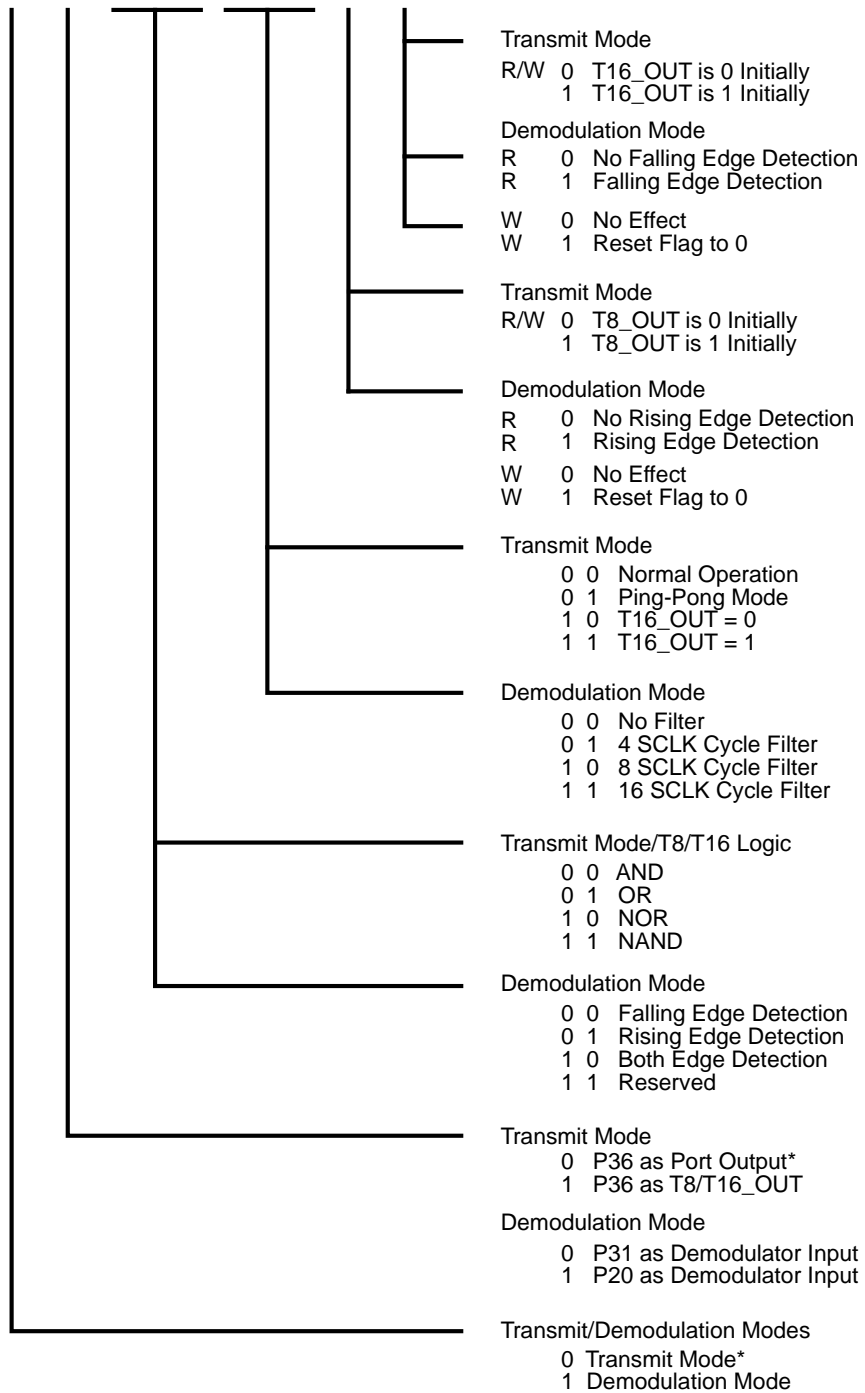 Transmit Mode
R/W 0 T16_OUT is 0 Initially
1 T16_OUT is 1 Initially
Demodulation Mode
R 0 No Falling Edge Detection
R 1 Falling Edge Detection
W 0 No Effect
W 1 Reset Flag to 0
Transmit Mode
R/W 0 T8_OUT is 0 Initially
1 T8_OUT is 1 Initially
Demodulation Mode
R 0 No Rising Edge Detection
R 1 Rising Edge Detection
W 0 No Effect
W 1 Reset Flag to 0
Transmit Mode
0 0 Normal Operation
0 1 Ping-Pong Mode
1 0 T16_OUT = 0
1 1 T16_OUT = 1
Demodulation Mode
0 0 No Filter
0 1 4 SCLK Cycle Filter
1 0 8 SCLK Cycle Filter
1 1 16 SCLK Cycle Filter
Transmit Mode/T8/T16 Logic
0 0 AND
0 1 OR
1 0 NOR
1 1 NAND
Demodulation Mode
0 0 Falling Edge Detection
0 1 Rising Edge Detection
1 0 Both Edge Detection
1 1 Reserved
Transmit Mode
0 P36 as Port Output*
1 P36 as T8/T16_OUT
Demodulation Mode
0 P31 as Demodulator Input
1 P20 as Demodulator Input
Transmit/Demodulation Modes
0 Transmit Mode*
1 Demodulation Mode